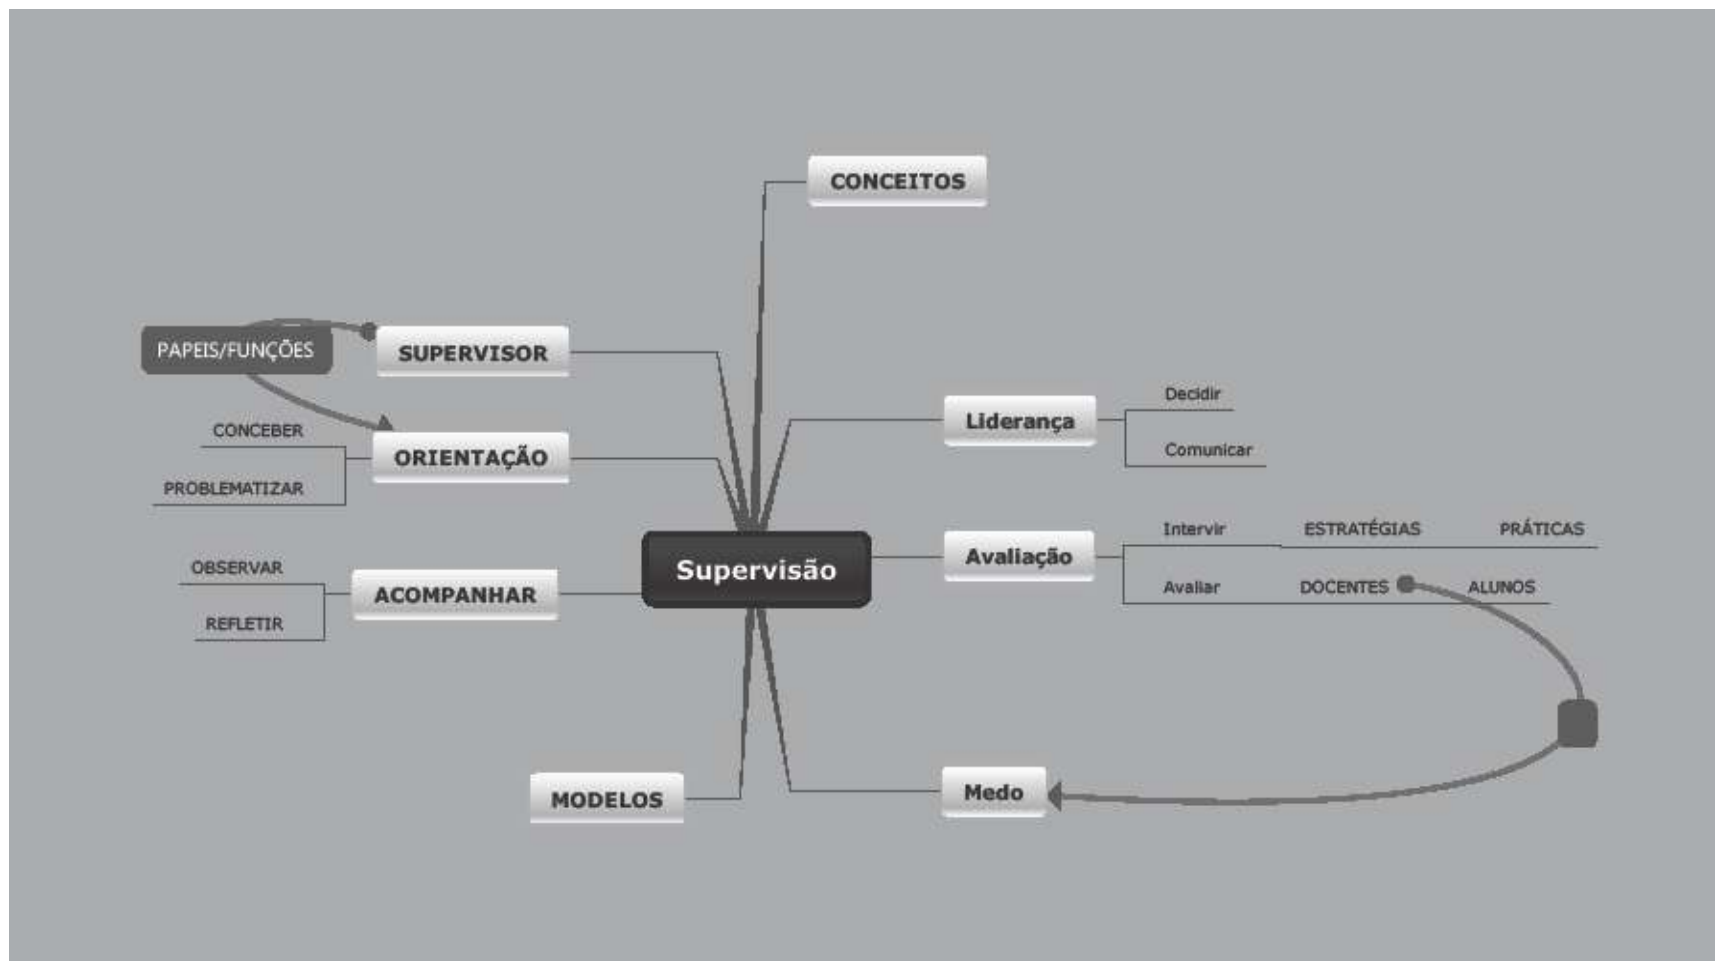 CONCEITOS
PAPEIS/FUNÇÕES
SUPERVISOR
CONCEBER
ORIENTAÇÃO
PROBLEMATIZAR
OBSERVAR
ACOMPANHAR
REFLETIR
MODELOS
Supervisão
Liderança
Decidir
Comunicar
Avaliação
Intervir ESTRATÉGIAS PRÁTICAS
Avaliar DOCENTES ALUNOS
Medo